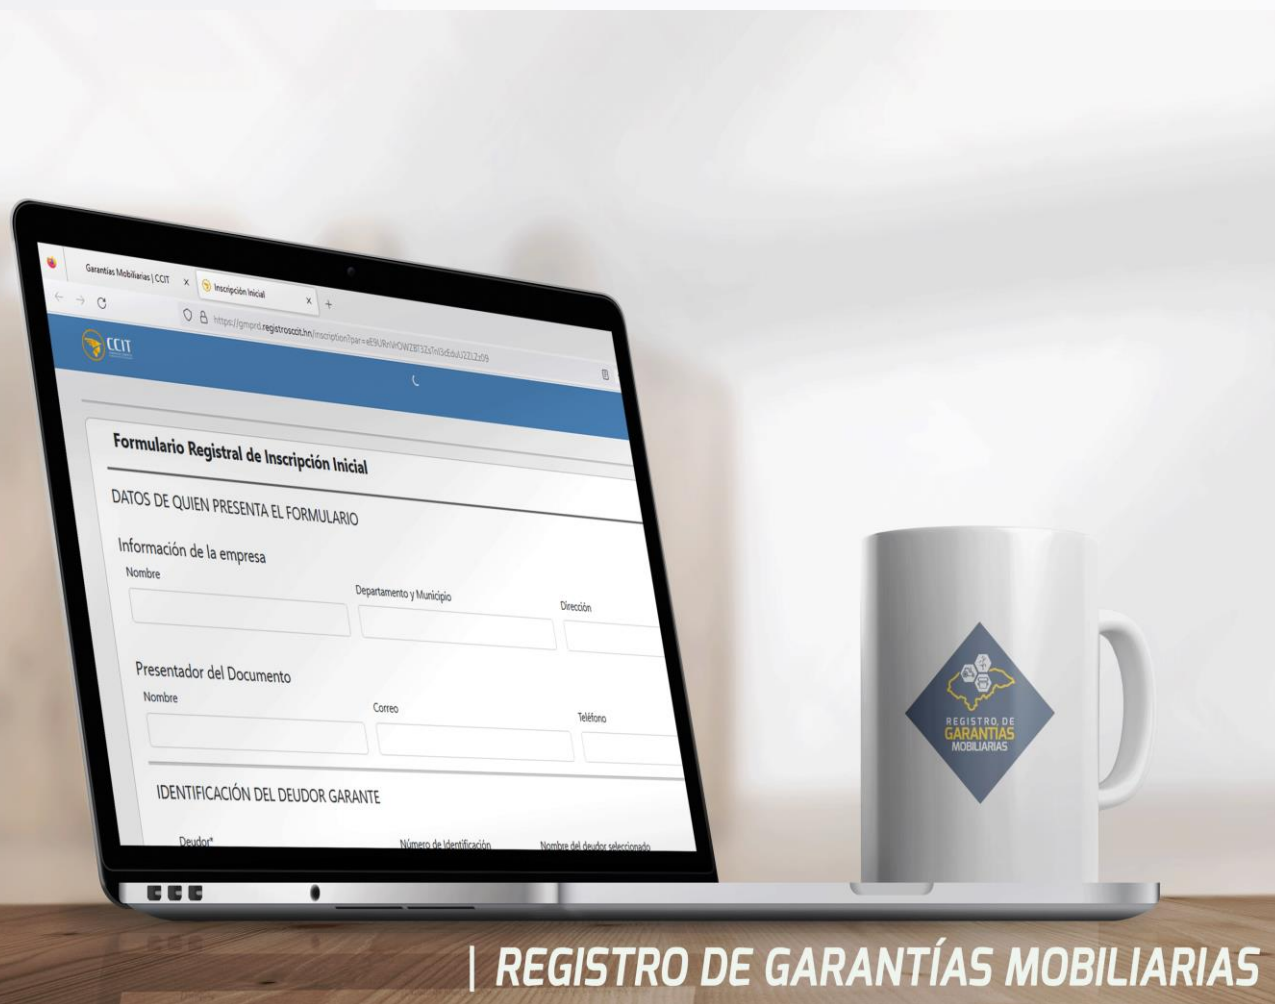 Garantías Mobiliarias | CCIT
Inscripción Inicial
CCIT
Formulario Registral de Inscripción Inicial
DATOS DE QUIEN PRESENTA EL FORMULARIO
Información de la empresa
Nombre
Departamento y Municipio
Dirección
Presentador del Documento
Nombre
Correo
Teléfono
IDENTIFICACIÓN DEL DEUDOR GARANTE
Deudor*
Número de Identificación
Nombre del deudor seleccionado
REGISTRO DE
GARANTÍAS
MOBILIARIAS
| REGISTRO DE GARANTÍAS MOBILIARIAS